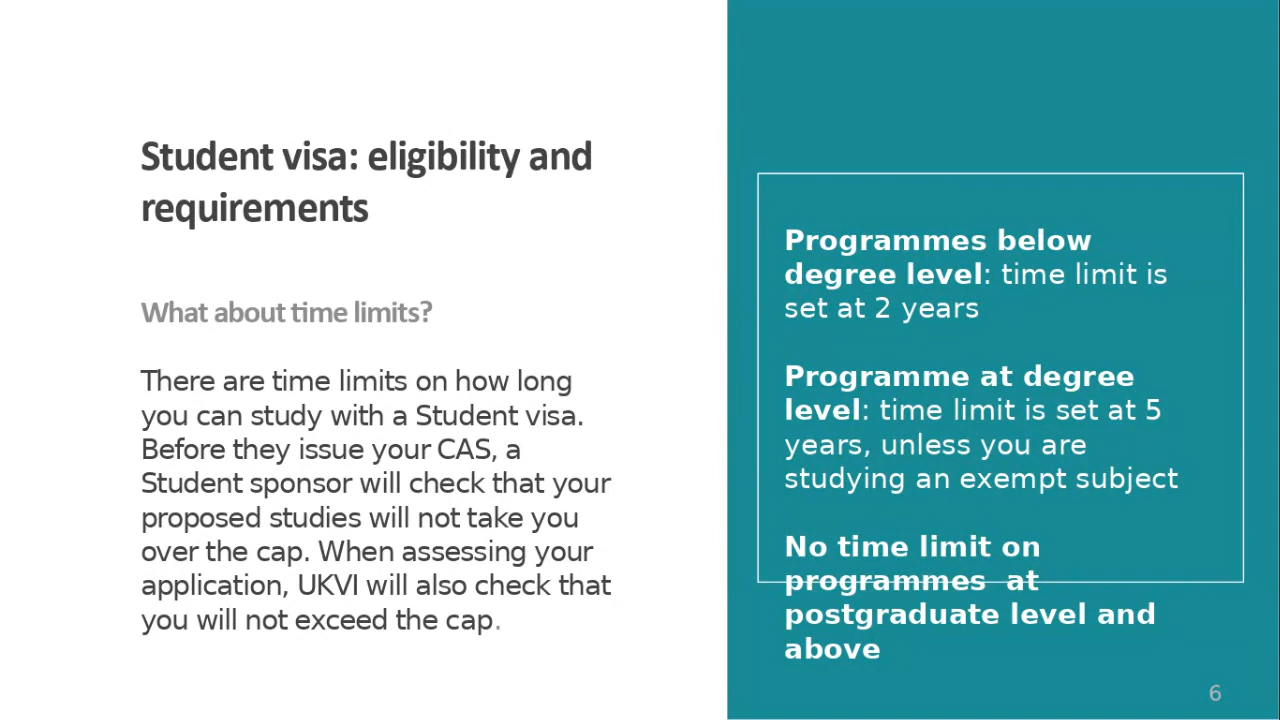 Student visa: eligibility and
requirements
What about time limits?
There are time limits on how long
you can study with a Student visa.
Before they issue your CAS, a
Student sponsor will check that your
proposed studies will not take you
over the cap. When assessing your
application, UKVI will also check that
you will not exceed the cap.
Programmes below
degree level: time limit is
set at 2 years
Programme at degree
level: time limit is set at 5
years, unless you are
studying an exempt subject
No time limit on
programmes  at
postgraduate level and
above
6